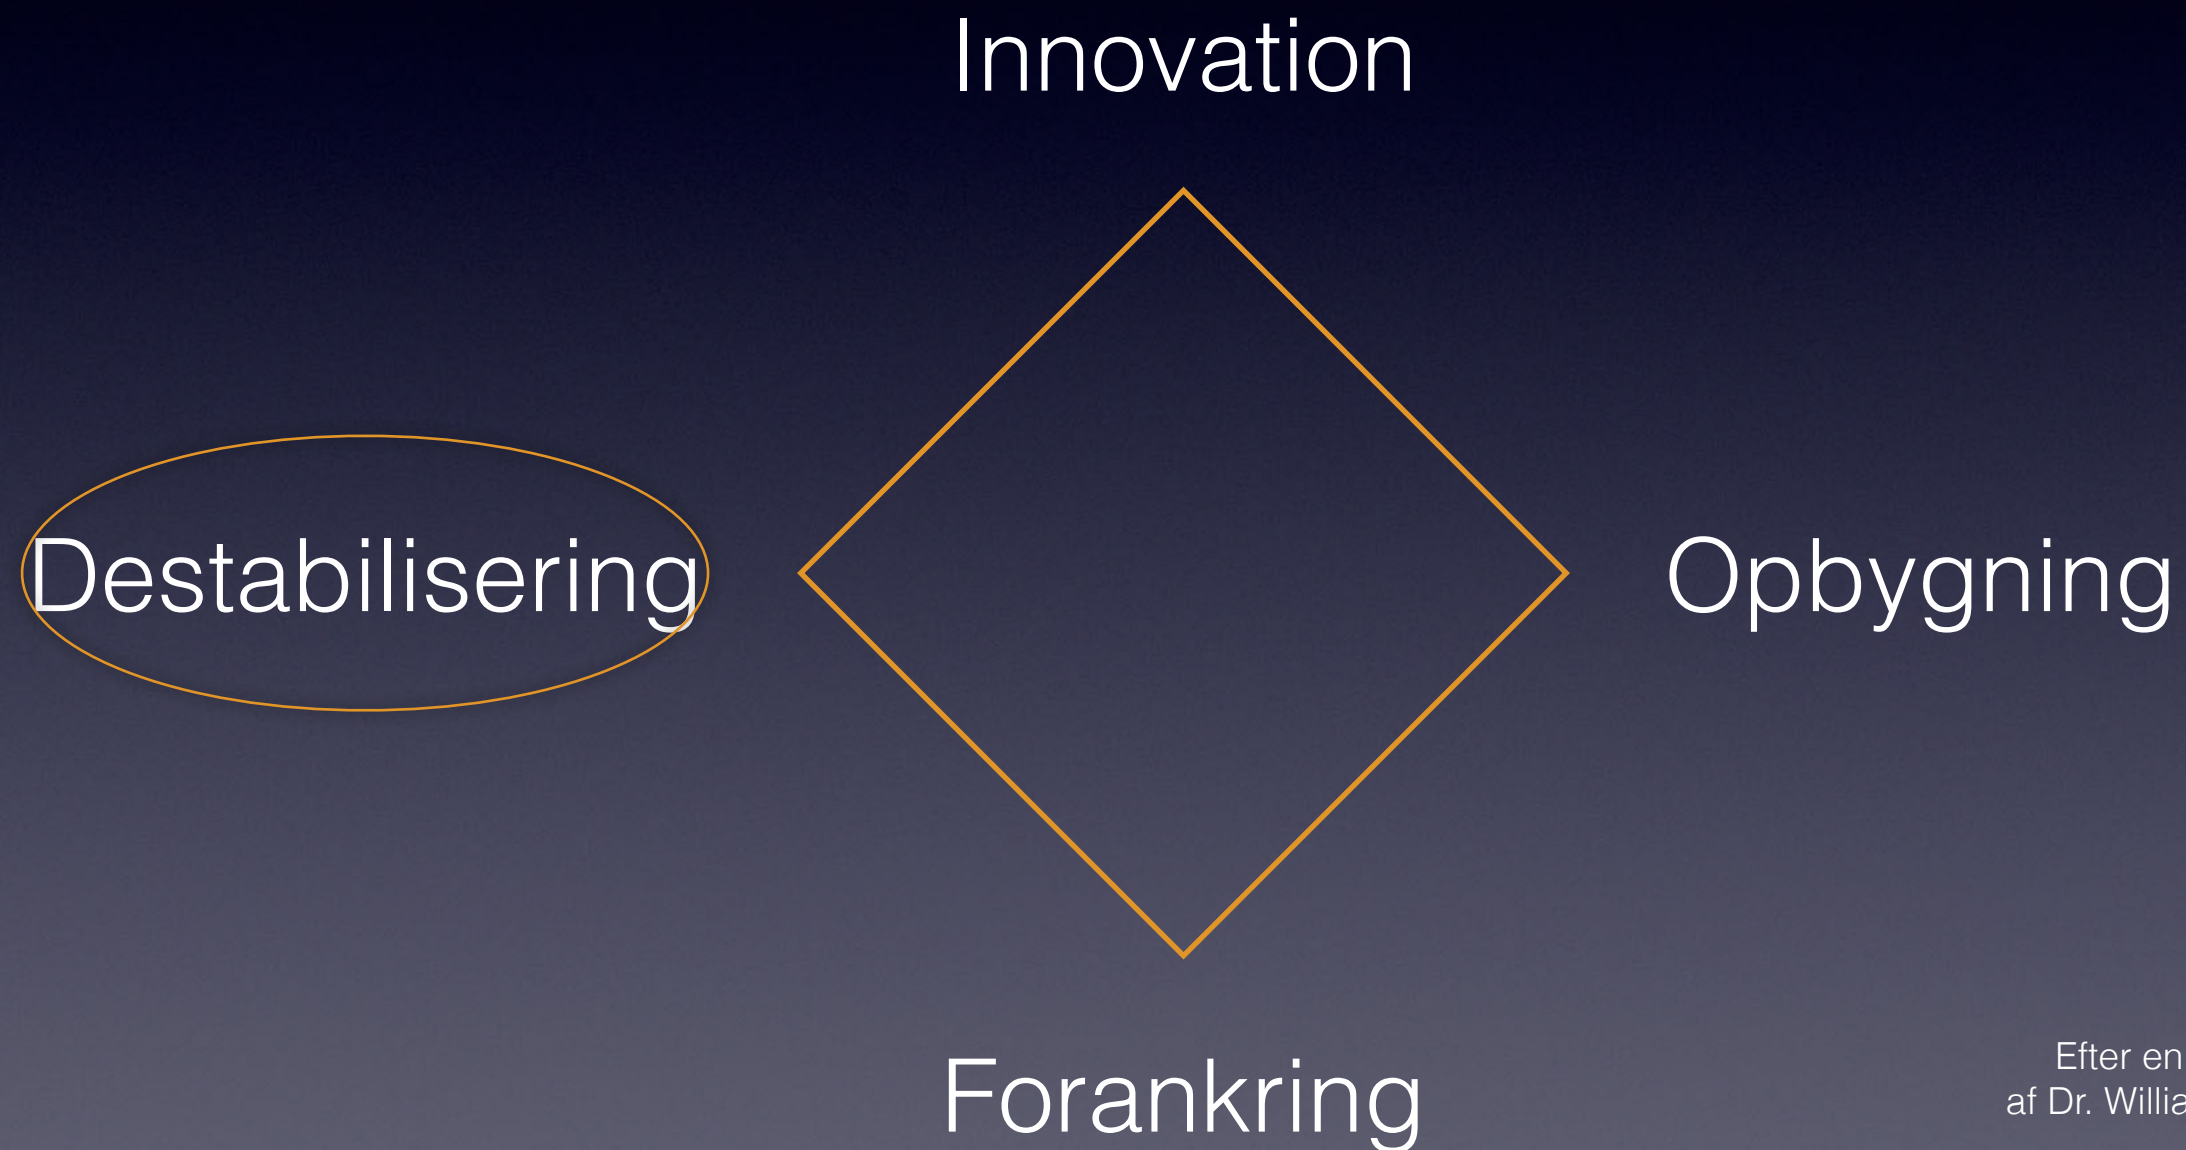 Innovation
Destabilisering
Opbygning
Forankring
Efter en
af Dr.